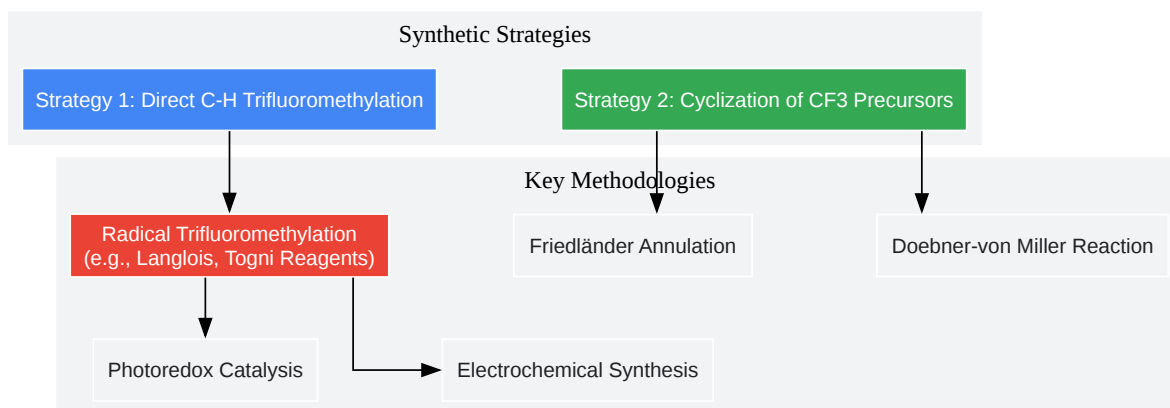 Synthetic Strategies
Strategy 1: Direct C-H Trifluoromethylation
Strategy 2: Cyclization of CF3 Precursors
Key Methodologies
Radical Trifluoromethylation
(e.g., Langlois, Togni Reagents)
Friedländer Annulation
Doebner-von Miller Reaction
Photoredox Catalysis
Electrochemical Synthesis